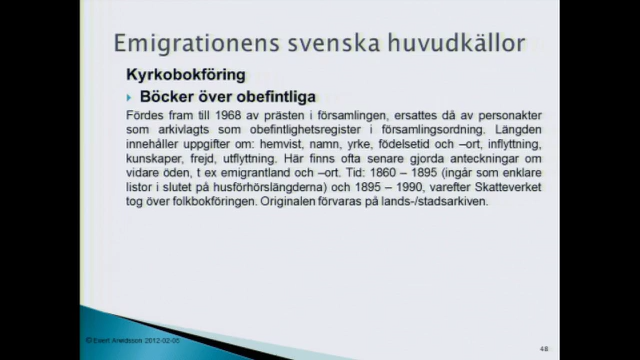 Emigrationens svenska huvudkällor
Kyrkobokföring
Böcker över obefintliga
Fördes fram till 1968 av prästen i församlingen, ersattes då av personakter
som arkivlagts som obefintlighetsregister i församlingsordning. Längden
innehåller uppgifter om: hemvist, namn, yrke, födelsetid och –ort, inflyttning,
kunskaper, frejd, utflyttning. Här finns ofta senare gjorda anteckningar om
vidare öden, t ex emigrantland och –ort. Tid: 1860 – 1895 (ingår som enklare
listor i slutet på husförhörslängderna) och 1895 – 1990, varefter Skatteverket
tog över folkbokföringen. Originalen förvaras på lands-/stadsarkiven.
© Evert Arvidsson 2012-02-05
48